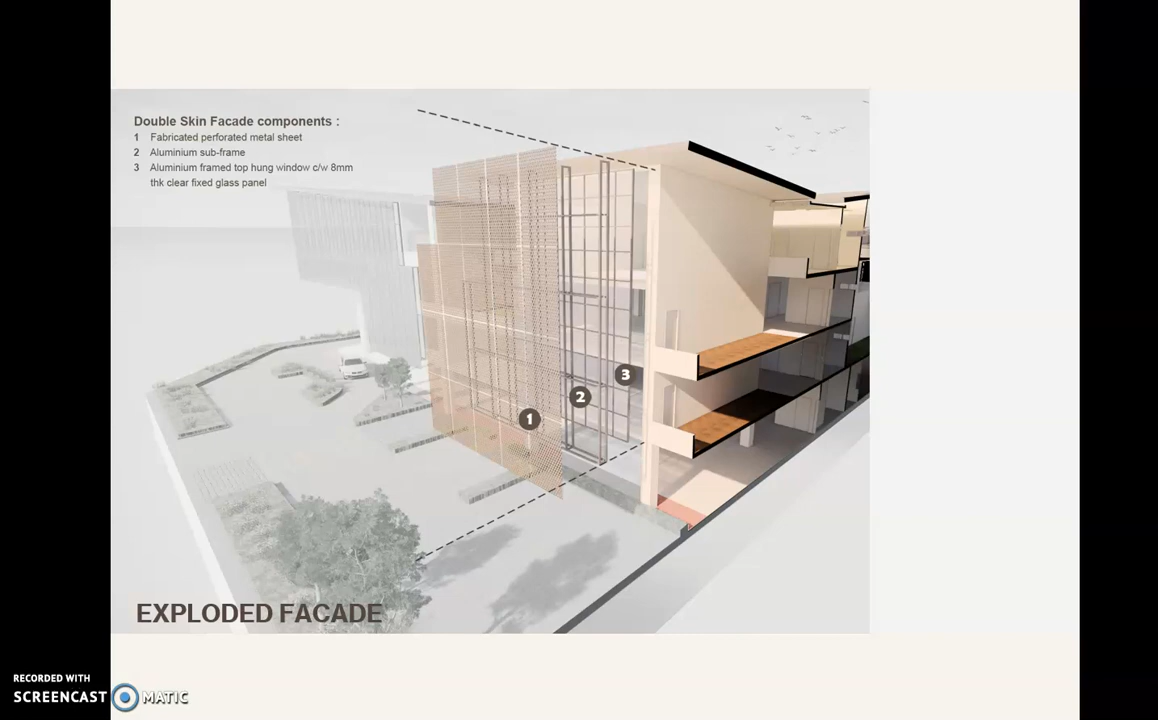 Double Skin Facade components :
1 Fabricated perforated metal sheet
2 Aluminium sub-frame
3 Aluminium framed top hung window c/w 8mm
thk clear fixed glass panel
3
2
1
EXPLODED FACADE
RECORDED WITH
SCREENCAST MATIC